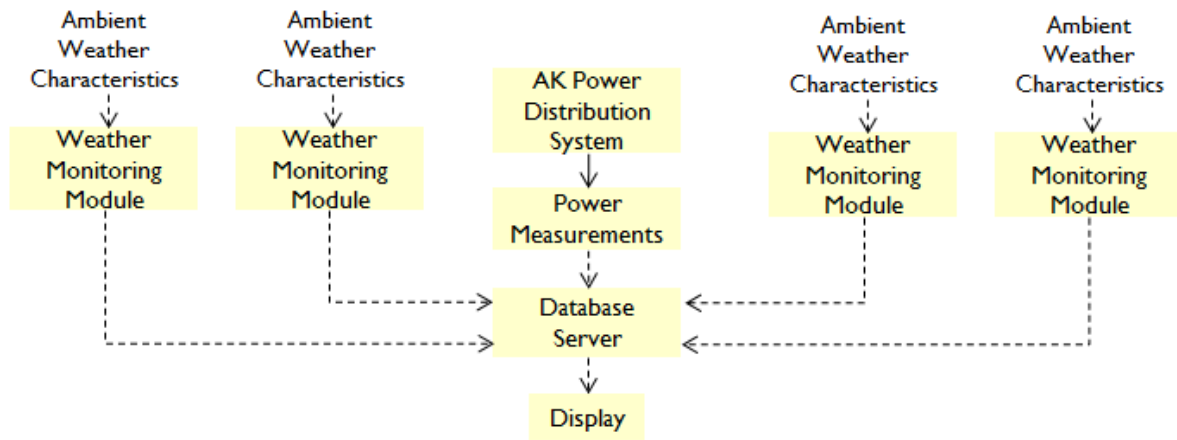 Ambient
Weather
Characteristics
Ambient
Weather
Characteristics
Ambient
Weather
Characteristics
Ambient
Weather
Characteristics
AK Power
Distribution
System
Weather
Monitoring
Module
Weather
Monitoring
Module
Weather
Monitoring
Module
Weather
Monitoring
Module
Power
Measurements
Database
Server
Display